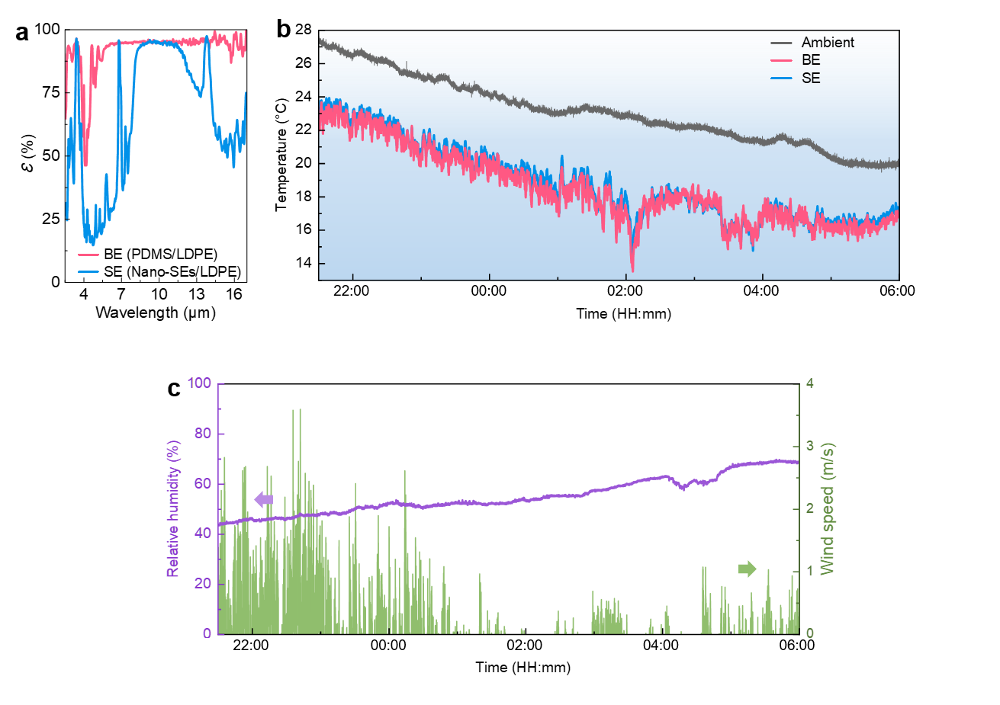 a
100
75
50
25
0
ε (%)
BE (PDMS/LDPE)
SE (Nano-SEs/LDPE)
4 7 10 13 16
Wavelength (μm)
b
28
26
24
22
20
18
16
14
Temperature (°C)
Ambient
BE
SE
22:00 00:00 02:00 04:00 06:00
Time (HH:mm)
c
100
80
60
40
20
0
Relative humidity (%)
4
3
2
1
0
Wind speed (m/s)
22:00 00:00 02:00 04:00 06:00
Time (HH:mm)